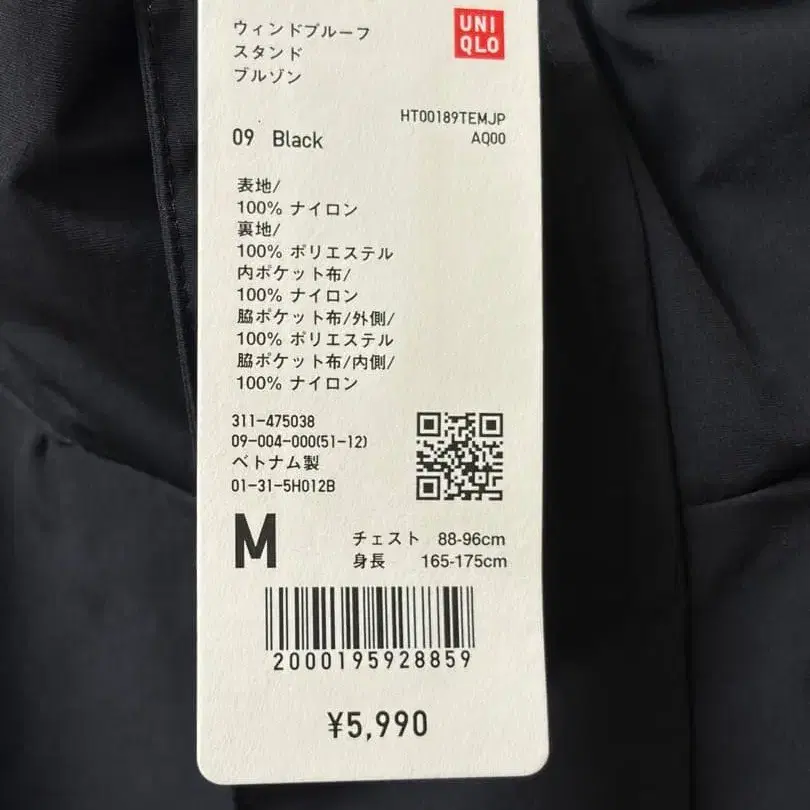 ウィンドプルーフ
スタンド
ブルゾン
UNI
QLO
HT00189TEMJP
09 Black
AQ00
表地/
100% ナイロン
裏地/
100% ポリエステル
内ポケット布/
100% ナイロン
脇ポケット布/外側/
100% ポリエステル
脇ポケット布/内側/
100% ナイロン
311-475038
09-004-000(51-12)
ベトナム製
01-31-5H012B
M
チェスト 88-96cm
身長 165-175cm
2000195928859
¥5,990